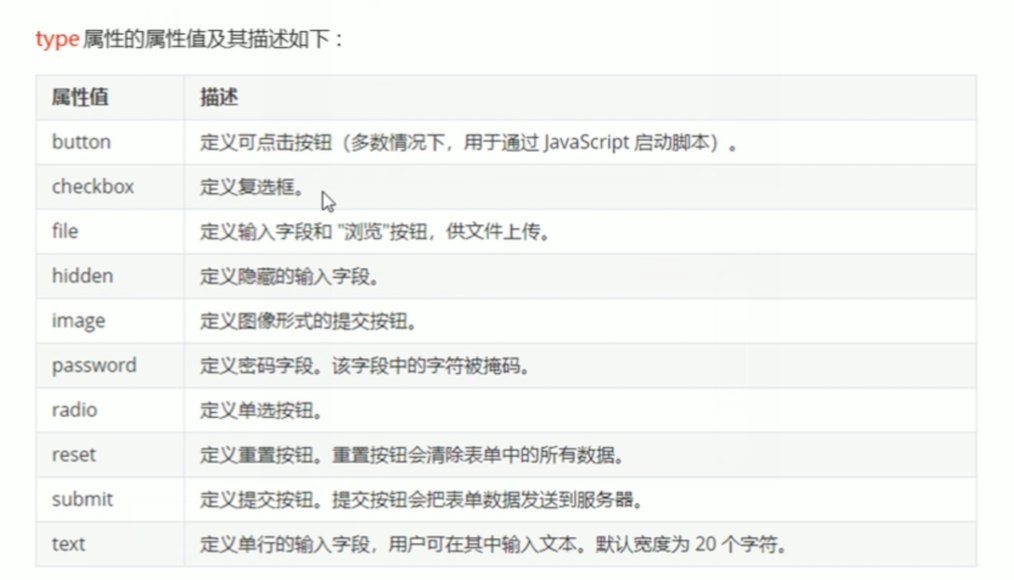 type 属性的属性值及其描述如下：
属性值 描述
button 定义可点击按钮（多数情况下，用于通过 JavaScript 启动脚本）。
checkbox 定义复选框。
file 定义输入字段和 "浏览"按钮，供文件上传。
hidden 定义隐藏的输入字段。
image 定义图像形式的提交按钮。
password 定义密码字段。该字段中的字符被掩码。
radio 定义单选按钮。
reset 定义重置按钮。重置按钮会清除表单中的所有数据。
submit 定义提交按钮。提交按钮会把表单数据发送到服务器。
text 定义单行的输入字段，用户可在其中输入文本。默认宽度为 20 个字符。